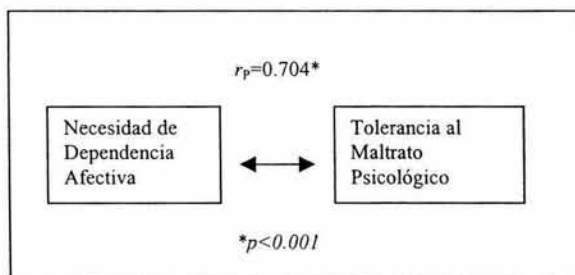 rP=0.704*
Necesidad de
Dependencia
Afectiva
Tolerancia al
Maltrato
Psicológico
*p<0.001